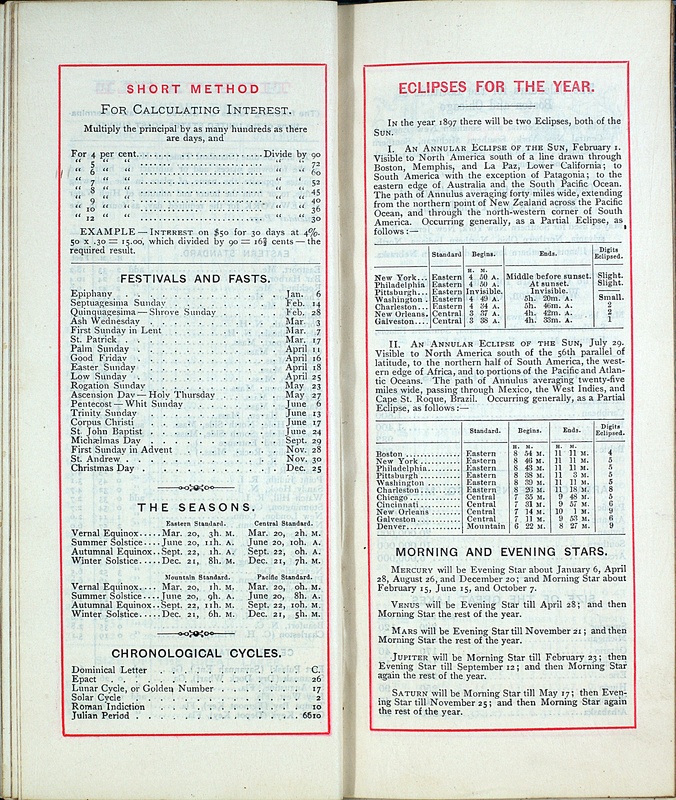 SHORT METHOD
FOR CALCULATING INTEREST.
Multiply the principal by as many hundreds as there
are days, and
For 4 per cent. . . . . . . . . . . . . . . . . . . . . . Divide by 90
“ 5 “ “ . . . . . . . . . . . . . . . . . . “ “ 72
“ 6 “ “ . . . . . . . . . . . . . . . . . . “ “ 60
“ 7 “ “ . . . . . . . . . . . . . . . . . . “ “ 52
“ 8 “ “ . . . . . . . . . . . . . . . . . . “ “ 45
“ 9 “ “ . . . . . . . . . . . . . . . . . . “ “ 40
“ 10 “ “ . . . . . . . . . . . . . . . . . . “ “ 36
“ 12 “ “ . . . . . . . . . . . . . . . . . . “ “ 30
EXAMPLE — INTEREST on $50 for 30 days at 4%.
50 x .30 = 15.00, which divided by 90 = 16⅔ cents — the
required result.
FESTIVALS AND FASTS.
Epiphany . . . . . . . . . . . Jan. 6
Septuagesima Sunday . . . . . . . . Feb. 14
Quinquagesima — Shrove Sunday . . . . . Feb. 28
Ash Wednesday . . . . . . . . . Mar. 3
First Sunday in Lent . . . . . . . . Mar. 7
St. Patrick . . . . . . . . . . Mar. 17
Palm Sunday . . . . . . . . . . April 11
Good Friday . . . . . . . . . . April 16
Easter Sunday . . . . . . . . . April 18
Low Sunday . . . . . . . . . . April 25
Rogation Sunday . . . . . . . . . May 23
Ascension Day — Holy Thursday . . . . . May 27
Pentecost — Whit Sunday . . . . . . . June 6
Trinity Sunday . . . . . . . . . June 13
Corpus Christi . . . . . . . . . June 17
St. John Baptist . . . . . . . . . June 24
Michælmas Day . . . . . . . . . Sept. 29
First Sunday in Advent . . . . . . . Nov. 28
St. Andrew . . . . . . . . . . Nov. 30
Christmas Day . . . . . . . . . Dec. 25
THE SEASONS.
Eastern Standard. Central Standard.
Vernal Equinox.....Mar. 20, 3h. M. Mar. 20, 2h. M.
Summer Solstice....June 20, 11h. A. June 20, 10h. A.
Autumnal Equinox..Sept. 22, 1h. A. Sept. 22, 0h. A.
Winter Solstice.....Dec. 21, 8h. M. Dec. 21, 7h. M.
Mountain Standard. Pacific Standard.
Vernal Equinox.....Mar. 20, 1h. M. Mar. 20, 0h. M.
Summer Solstice....June 20, 9h. A. June 20, 8h. A.
Autumnal Equinox..Sept. 22, 11h. M. Sept. 22, 10h. M.
Winter Solstice.....Dec. 21, 6h. M. Dec. 21, 5h. M.
CHRONOLOGICAL CYCLES.
Dominical Letter . . . . . . . . . C.
Epact . . . . . . . . . . . 26
Lunar Cycle, or Golden Number . . . . . 17
Solar Cycle . . . . . . . . . . 2
Roman Indiction . . . . . . . . . 10
Julian Period . . . . . . . . . . 6610
ECLIPSES FOR THE YEAR.
IN the year 1897 there will be two Eclipses, both of the
SUN.
I. AN ANNULAR ECLIPSE OF THE SUN, February 1.
Visible to North America south of a line drawn through
Boston, Memphis, and La Paz, Lower California; to
South America with the exception of Patagonia; to the
eastern edge of Australia and the South Pacific Ocean.
The path of Annulus averaging forty miles wide, extending
from the northern point of New Zealand across the Pacific
Ocean, and through the north-western corner of South
America. Occurring generally, as a Partial Eclipse, as
follows:—
Standard Begins. Ends. Digits Eclipsed.
H. M.
New York... Eastern 4 50 A. Middle before sunset. Slight.
Philadelphia Eastern 4 50 A. At sunset. Slight.
Pittsburgh... Eastern Invisible. Invisible.
Washington . Eastern 4 49 A. 5h. 20m. A. Small.
Charleston... Eastern 4 34 A. 5h. 46m. A. 2
New Orleans. Central 3 37 A. 4h. 42m. A. 2
Galveston.... Central 3 38 A. 4h. 33m. A. 1
II. AN ANNULAR ECLIPSE OF THE SUN, July 29.
Visible to North America south of the 56th parallel of
latitude, to the northern half of South America, the west-
ern edge of Africa, and to portions of the Pacific and Atlan-
tic Oceans. The path of Annulus averaging twenty-five
miles wide, passing through Mexico, the West Indies, and
Cape St. Roque, Brazil. Occurring generally, as a Partial
Eclipse, as follows:—
Standard. Begins. Ends. Digits Eclipsed.
H. M. H. M.
Boston............. Eastern 8 54 M. 11 11 M. 4
New York.......... Eastern 8 46 M. 11 11 M. 5
Philadelphia........ Eastern 8 43 M. 11 11 M. 5
Pittsburgh.......... Eastern 8 38 M. 11 3 M. 5
Washington........ Eastern 8 39 M. 11 11 M. 5
Charleston.......... Eastern 8 26 M. 11 18 M. 8
Chicago............ Central 7 35 M. 9 48 M. 5
Cincinnati.......... Central 7 31 M. 9 57 M. 6
New Orleans....... Central 7 14 M. 10 1 M. 9
Galveston.......... Central 7 11 M. 9 53 M. 6
Denver............. Mountain 6 22 M. 8 27 M. 9
MORNING AND EVENING STARS.
MERCURY will be Evening Star about January 6, April
28, August 26, and December 20; and Morning Star about
February 15, June 15, and October 7.
VENUS will be Evening Star till April 28; and then
Morning Star the rest of the year.
MARS will be Evening Star till November 21; and then
Morning Star the rest of the year.
JUPITER will be Morning Star till February 23; then
Evening Star till September 12; and then Morning Star
again the rest of the year.
SATURN will be Morning Star till May 17; then Even-
ing Star till November 25; and then Morning Star again
the rest of the year.